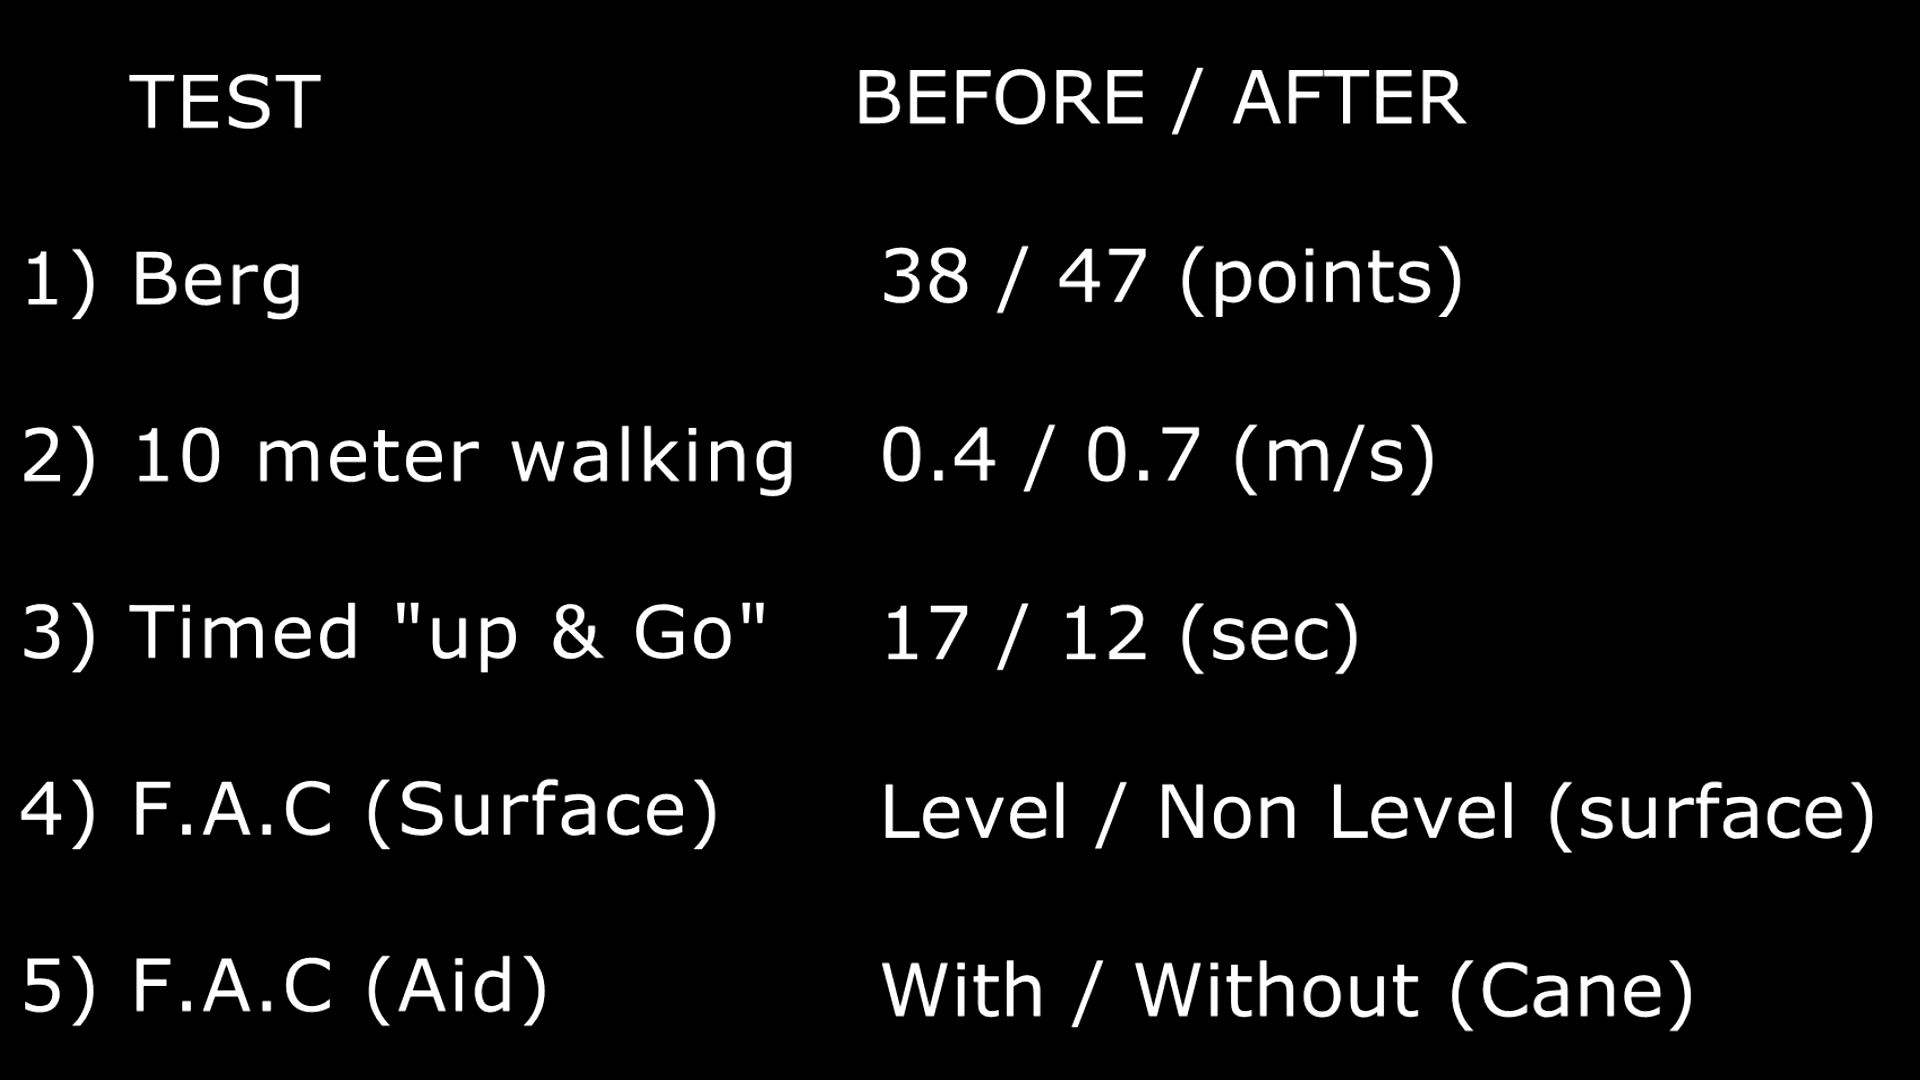 TEST BEFORE / AFTER
1) Berg 38 / 47 (points)
2) 10 meter walking 0.4 / 0.7 (m/s)
3) Timed "up & Go" 17 / 12 (sec)
4) F.A.C (Surface) Level / Non Level (surface)
5) F.A.C (Aid) With / Without (Cane)